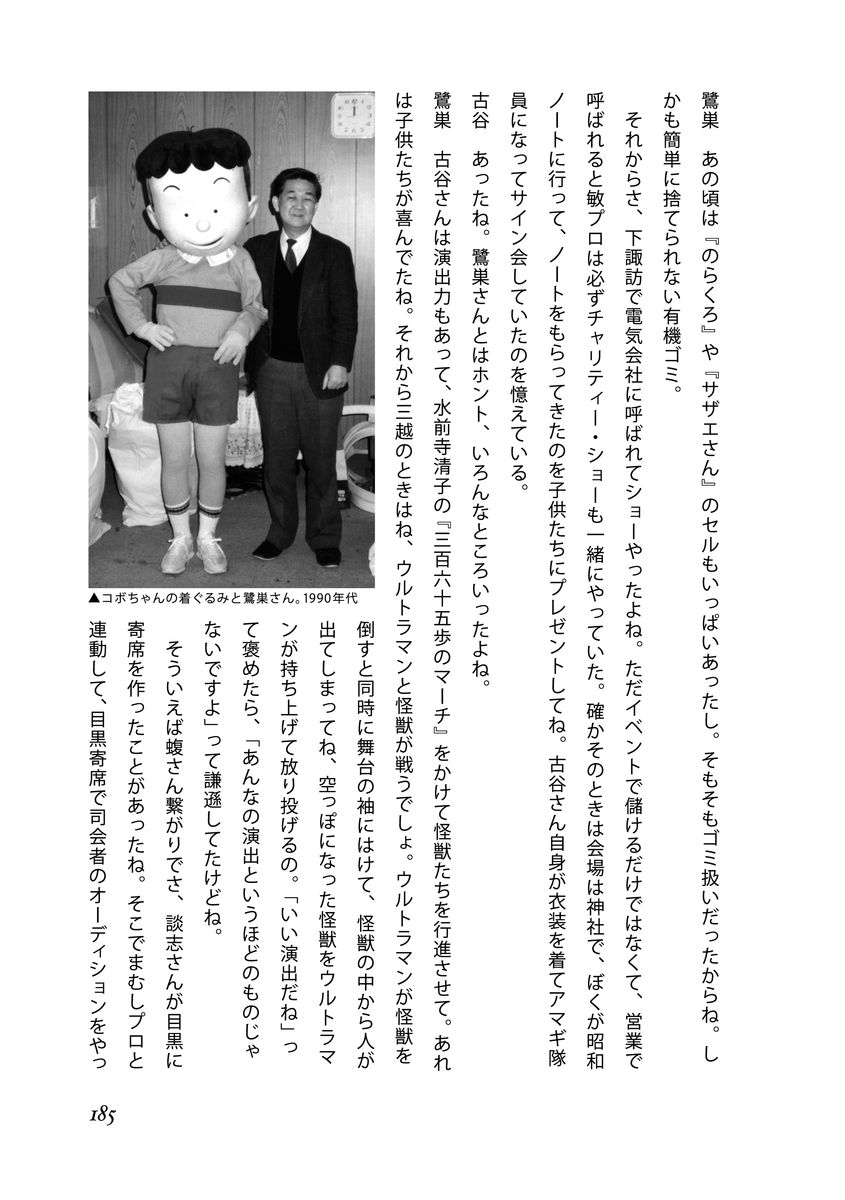 鷺巣　あの頃は『のらくろ』や『サザエさん』のセルもいっぱいあったし。そもそもゴミ扱いだったからね。し
かも簡単に捨てられない有機ゴミ。
　それからさ、下諏訪で電気会社に呼ばれてショーやったよね。ただイベントで儲けるだけではなくて、営業で
呼ばれると敏プロは必ずチャリティー・ショーも一緒にやっていた。確かそのときは会場は神社で、ぼくが昭和
ノートに行って、ノートをもらってきたのを子供たちにプレゼントしてね。古谷さん自身が衣装を着てアマギ隊
員になってサイン会していたのを憶えている。
古谷　あったね。鷺巣さんとはホント、いろんなところいったよね。
鷺巣　古谷さんは演出力もあって、水前寺清子の『三百六十五歩のマーチ』をかけて怪獣たちを行進させて。あれ
は子供たちが喜んでたね。それから三越のときはね、ウルトラマンと怪獣が戦うでしょ。ウルトラマンが怪獣を
倒すと同時に舞台の袖にはけて、怪獣の中から人が
出てしまってね、空っぽになった怪獣をウルトラマ
ンが持ち上げて放り投げるの。「いい演出だね」っ
て褒めたら、「あんなの演出というほどのものじゃ
ないですよ」って謙遜してたけどね。
　そういえば蝮さん繋がりでさ、談志さんが目黒に
寄席を作ったことがあったね。そこでまむしプロと
連動して、目黒寄席で司会者のオーディションをやっ
▲コボちゃんの着ぐるみと鷺巣さん。1990年代
185